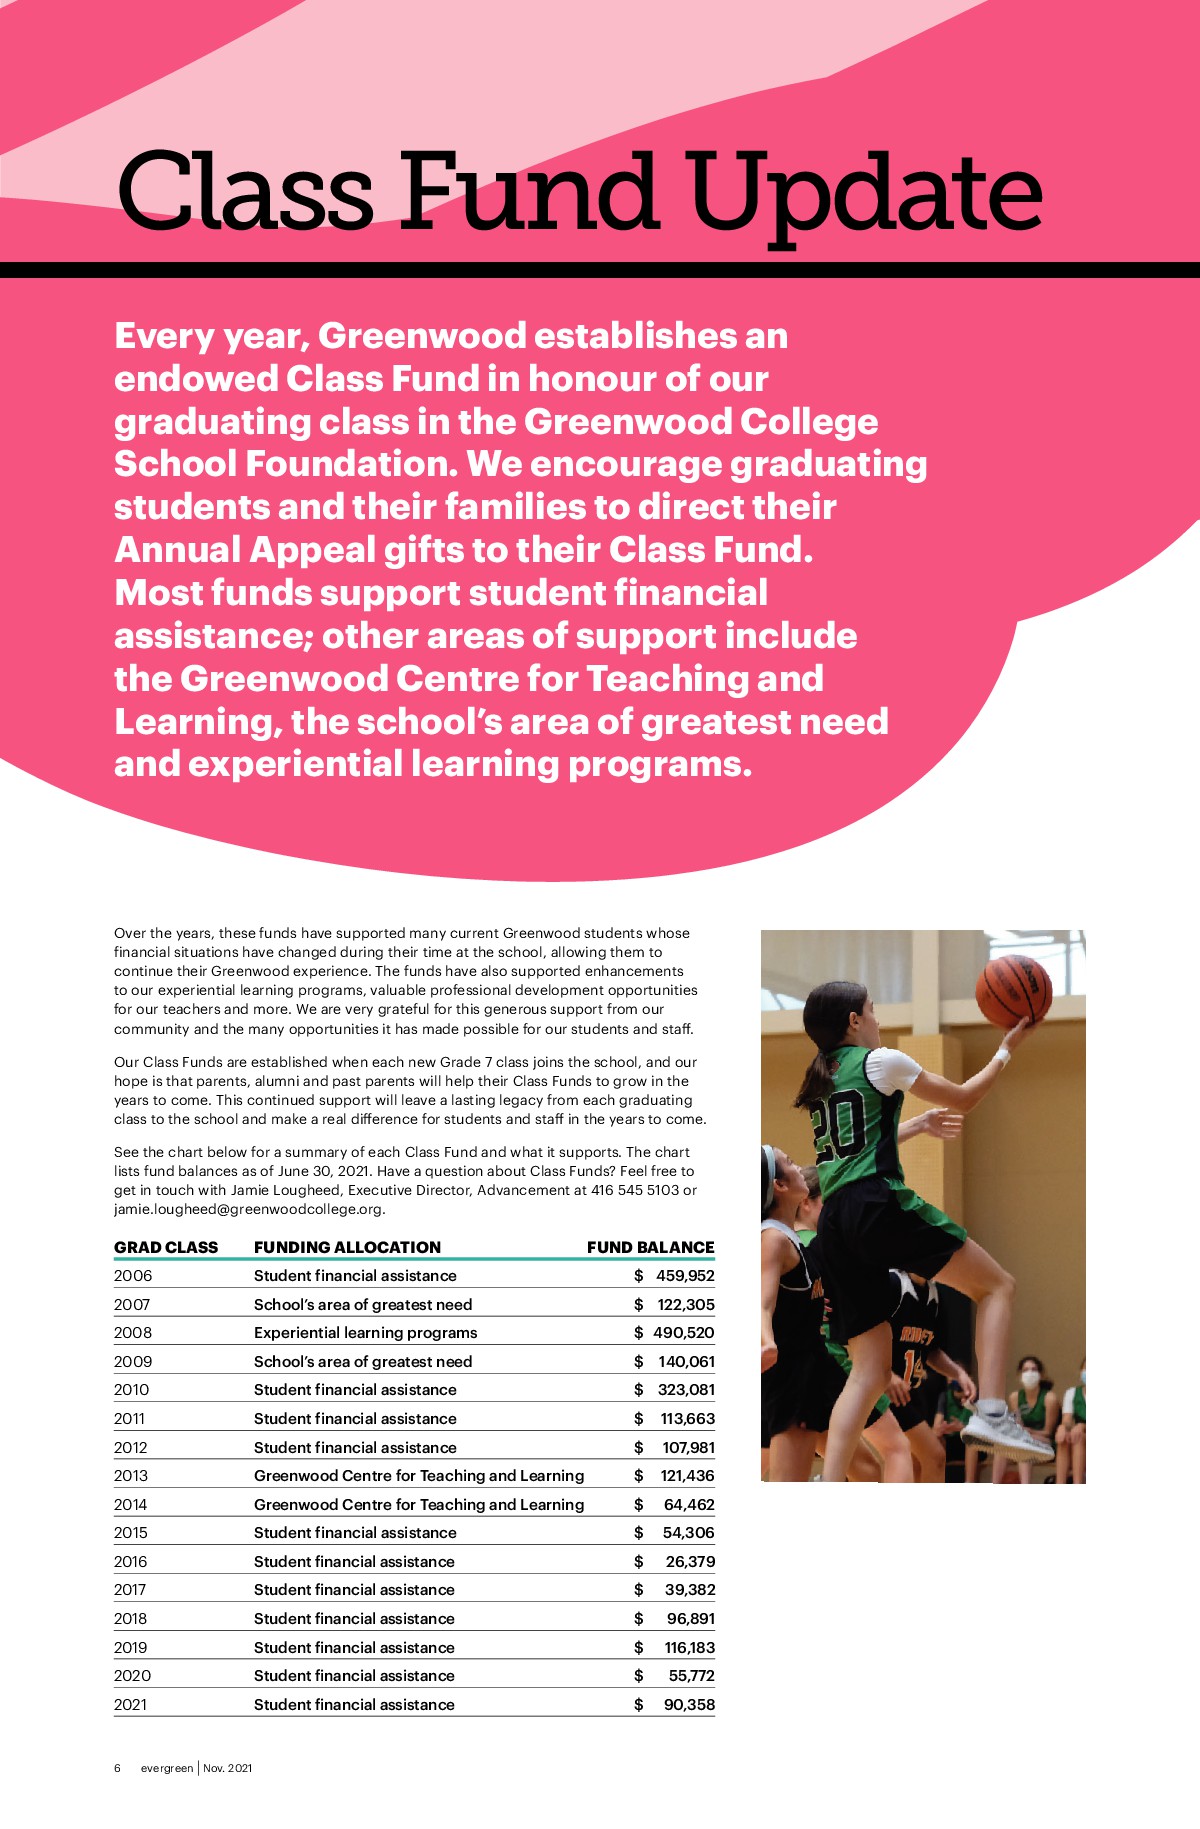 Class Fund Update
Every year, Greenwood establishes an
endowed Class Fund in honour of our
graduating class in the Greenwood College
School Foundation. We encourage graduating
students and their families to direct their
Annual Appeal gifts to their Class Fund.
Most funds support student financial
assistance; other areas of support include
the Greenwood Centre for Teaching and
Learning, the school’s area of greatest need
and experiential learning programs.
Over the years, these funds have supported many current Greenwood students whose
financial situations have changed during their time at the school, allowing them to
continue their Greenwood experience. The funds have also supported enhancements
to our experiential learning programs, valuable professional development opportunities
for our teachers and more. We are very grateful for this generous support from our
community and the many opportunities it has made possible for our students and staff.
Our Class Funds are established when each new Grade 7 class joins the school, and our
hope is that parents, alumni and past parents will help their Class Funds to grow in the
years to come. This continued support will leave a lasting legacy from each graduating
class to the school and make a real difference for students and staff in the years to come.
See the chart below for a summary of each Class Fund and what it supports. The chart
lists fund balances as of June 30, 2021. Have a question about Class Funds? Feel free to
get in touch with Jamie Lougheed, Executive Director, Advancement at 416 545 5103 or
jamie.lougheed@greenwoodcollege.org.
GRAD CLASS FUNDING ALLOCATION FUND BALANCE
2006 Student financial assistance $ 459,952
2007 School’s area of greatest need $ 122,305
2008 Experiential learning programs $ 490,520
2009 School’s area of greatest need $ 140,061
2010 Student financial assistance $ 323,081
2011 Student financial assistance $ 113,663
2012 Student financial assistance $ 107,981
2013 Greenwood Centre for Teaching and Learning $ 121,436
2014 Greenwood Centre for Teaching and Learning $ 64,462
2015 Student financial assistance $ 54,306
2016 Student financial assistance $ 26,379
2017 Student financial assistance $ 39,382
2018 Student financial assistance $ 96,891
2019 Student financial assistance $ 116,183
2020 Student financial assistance $ 55,772
2021 Student financial assistance $ 90,358
20
6 evergreen | Nov. 2021